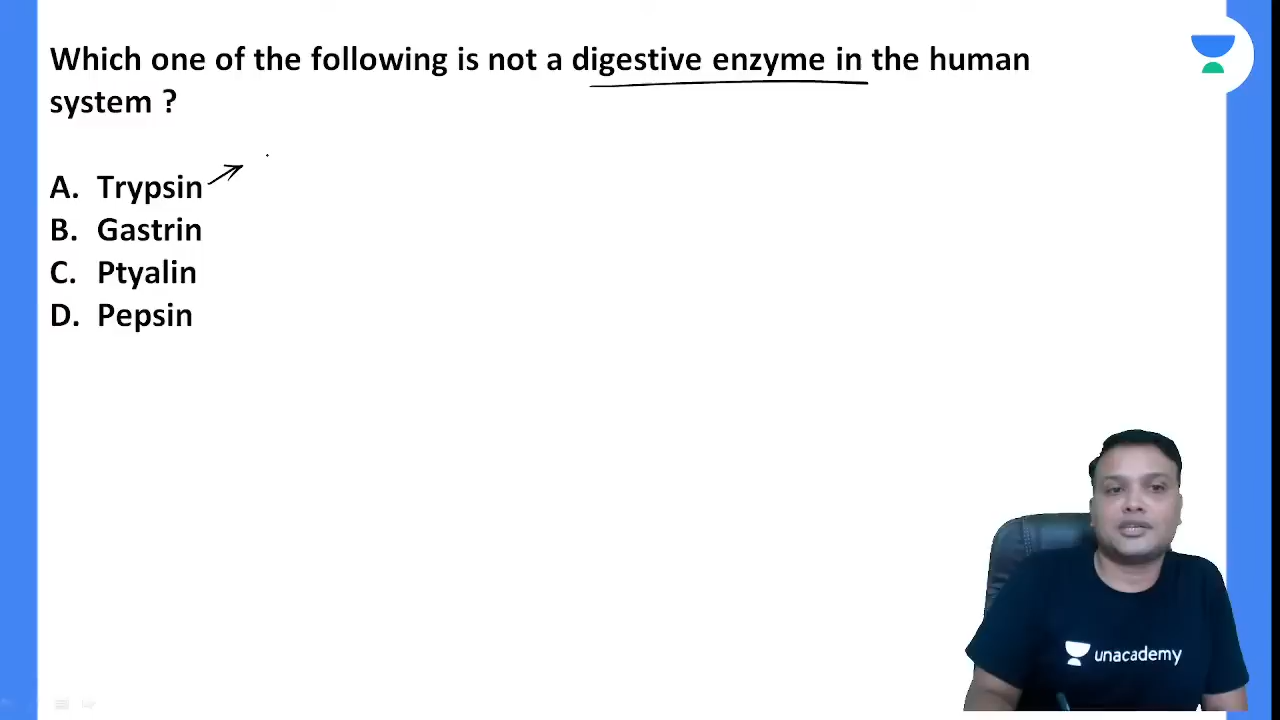 Which one of the following is not a digestive enzyme in the human
system ?
A. Trypsin
B. Gastrin
C. Ptyalin
D. Pepsin
unacademy